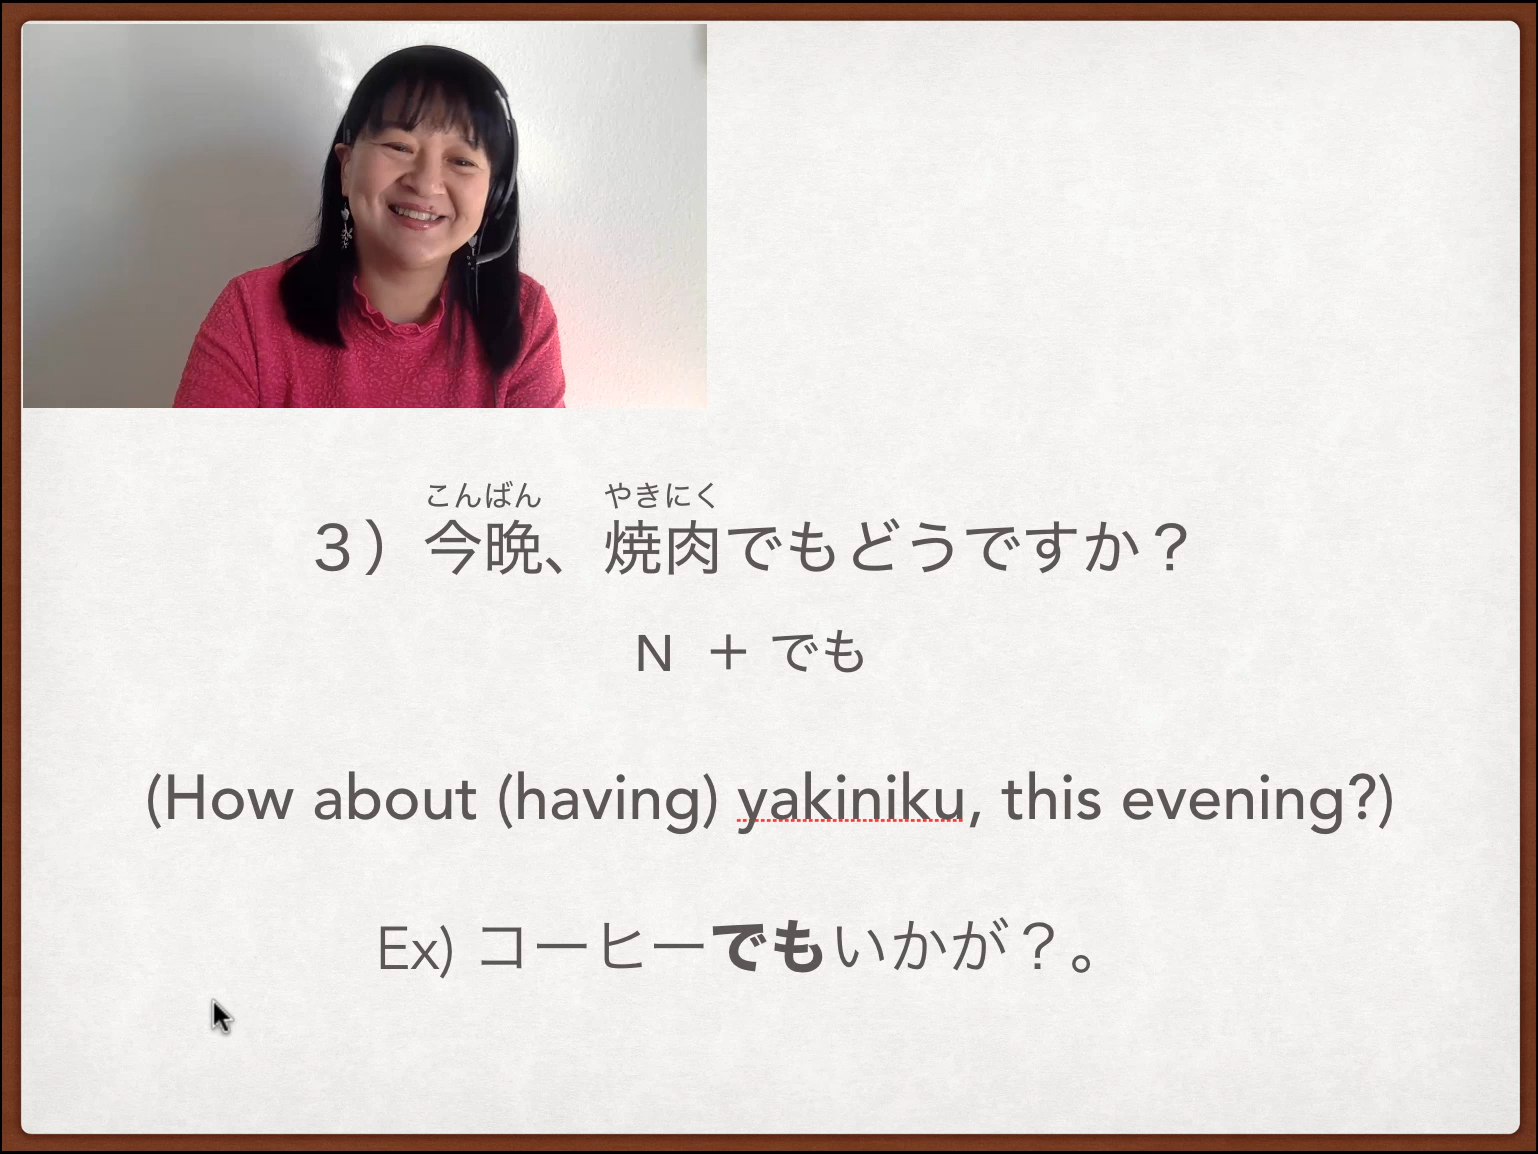 こんばん　やきにく
３）今晩、焼肉でもどうですか？
N ＋ でも
(How about (having) yakiniku, this evening?)
Ex) コーヒーでもいかが？。